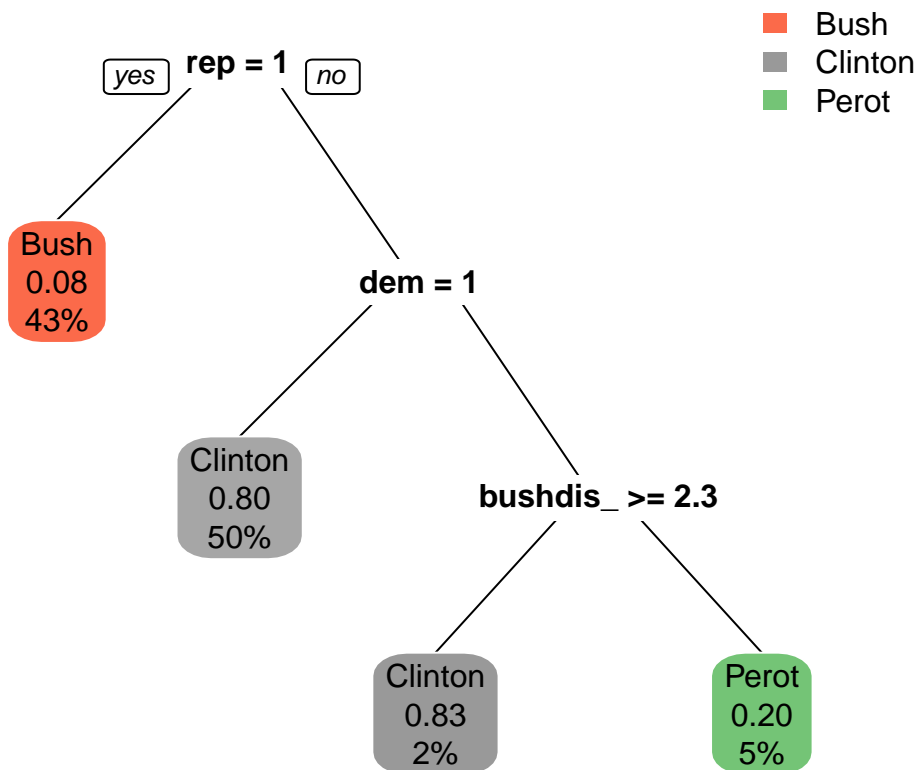 Bush
Clinton
Perot
yes rep = 1 no
Bush
0.08
43%
dem = 1
Clinton
0.80
50%
bushdis_ >= 2.3
Clinton
0.83
2%
Perot
0.20
5%